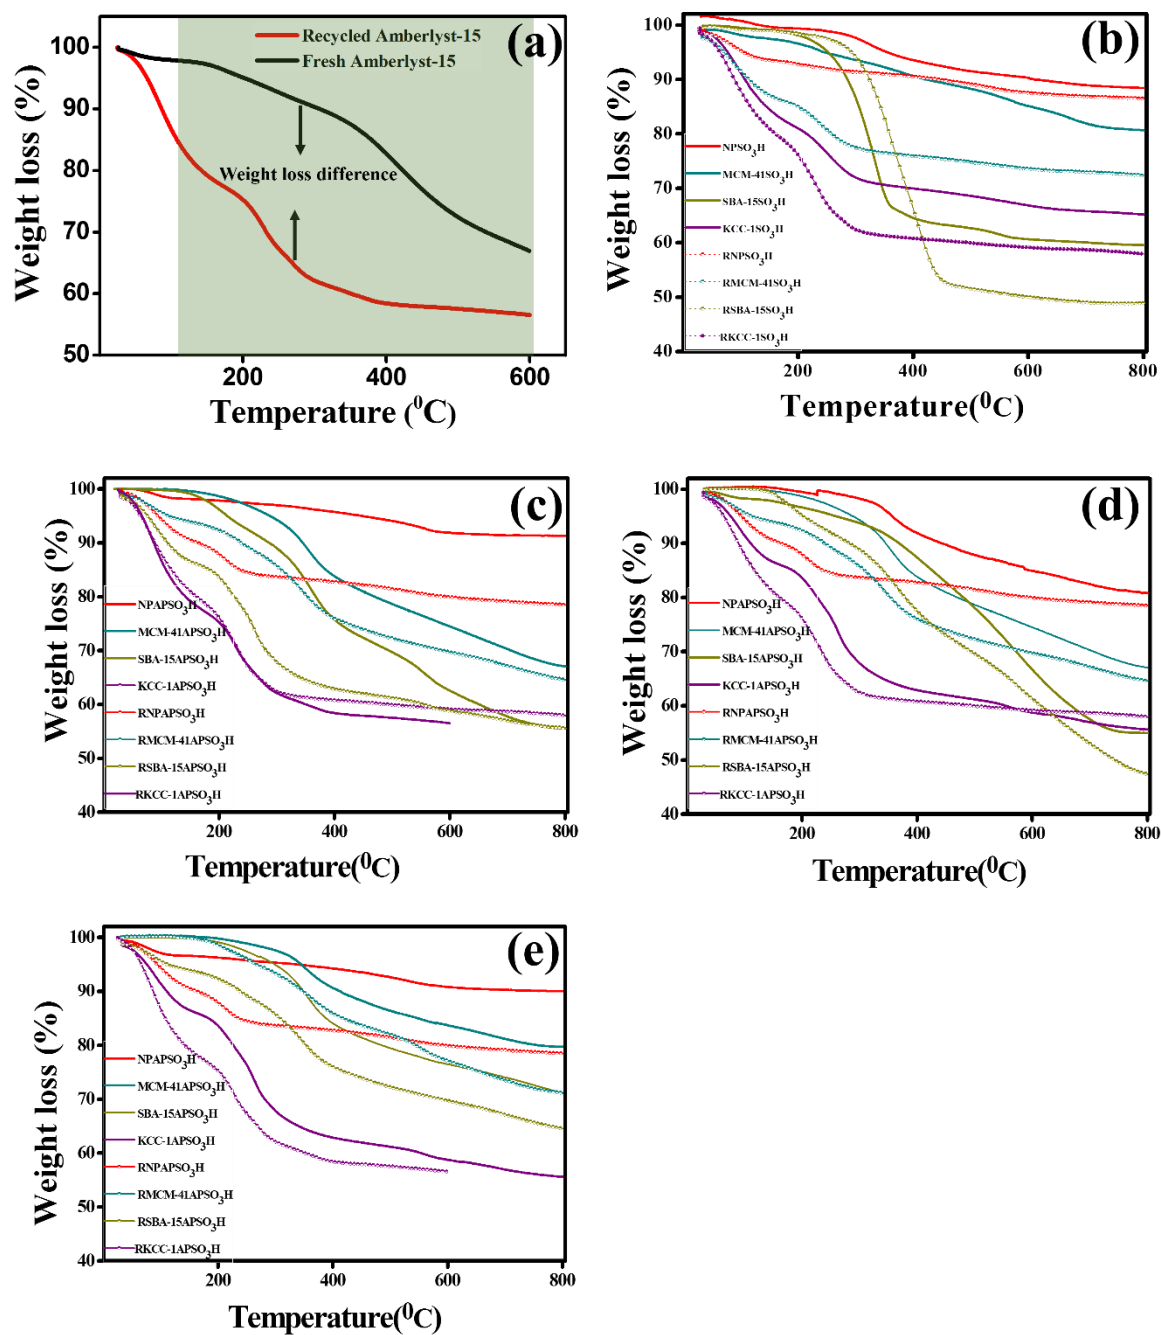 (a)
Recycled Amberlyst-15
Fresh Amberlyst-15
Weight loss difference
Weight loss (%)
100
90
80
70
60
50
200
400
600
Temperature (⁰C)
(b)
Weight loss (%)
100
90
80
70
60
50
40
NPSO₃H
MCM-41SO₃H
SBA-15SO₃H
KCC-1SO₃H
RNPSO₃H
RMCM-41SO₃H
RSBA-15SO₃H
RKCC-1SO₃H
200
400
600
800
Temperature(⁰C)
(c)
Weight loss (%)
100
90
80
70
60
50
40
NPAPSO₃H
MCM-41APSO₃H
SBA-15APSO₃H
KCC-1APSO₃H
RNPAPSO₃H
RMCM-41APSO₃H
RSBA-15APSO₃H
RKCC-1APSO₃H
200
400
600
800
Temperature(⁰C)
(d)
Weight loss (%)
100
90
80
70
60
50
40
NPAPSO₃H
MCM-41APSO₃H
SBA-15APSO₃H
KCC-1APSO₃H
RNPAPSO₃H
RMCM-41APSO₃H
RSBA-15APSO₃H
RKCC-1APSO₃H
200
400
600
800
Temperature(⁰C)
(e)
Weight loss (%)
100
90
80
70
60
50
40
NPAPSO₃H
MCM-41APSO₃H
SBA-15APSO₃H
KCC-1APSO₃H
RNPAPSO₃H
RMCM-41APSO₃H
RSBA-15APSO₃H
RKCC-1APSO₃H
200
400
600
800
Temperature(⁰C)